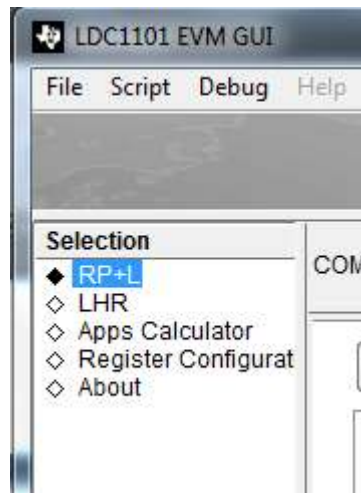 LDC1101 EVM GUI
File Script Debug Help
Selection
RP+L
LHR
Apps Calculator
Register Configurat
About
COM